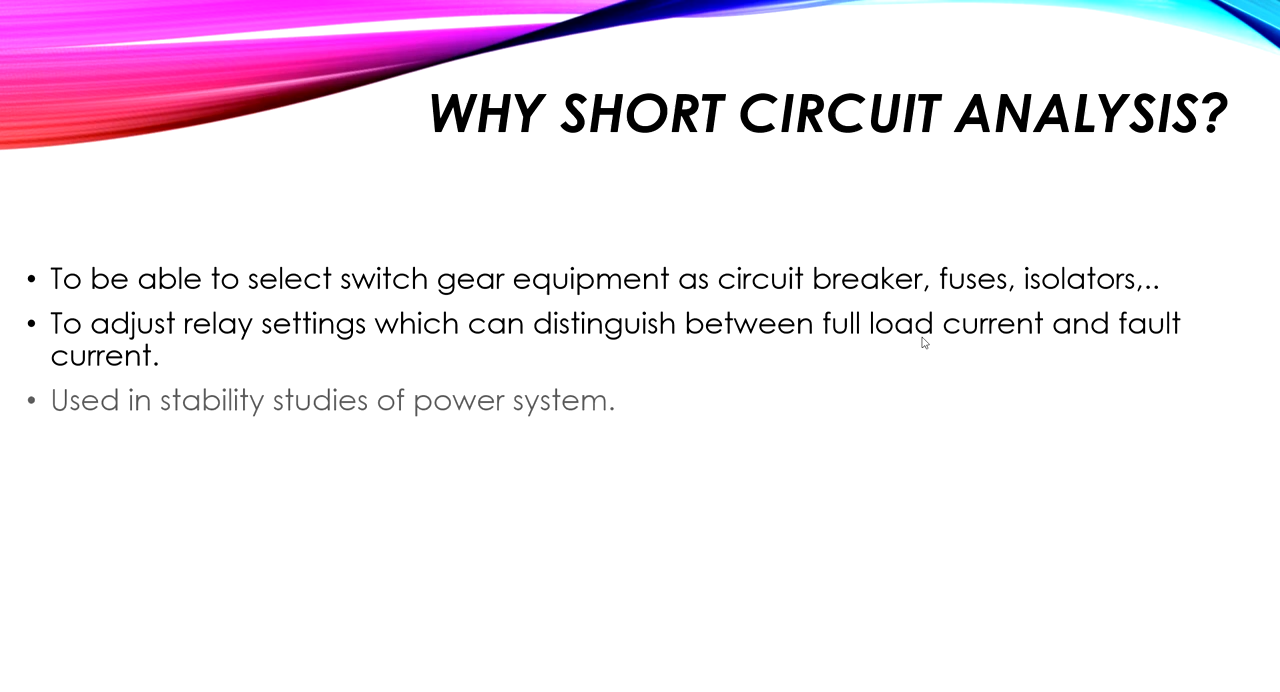 WHY SHORT CIRCUIT ANALYSIS?
• To be able to select switch gear equipment as circuit breaker, fuses, isolators,..
• To adjust relay settings which can distinguish between full load current and fault
current.
• Used in stability studies of power system.